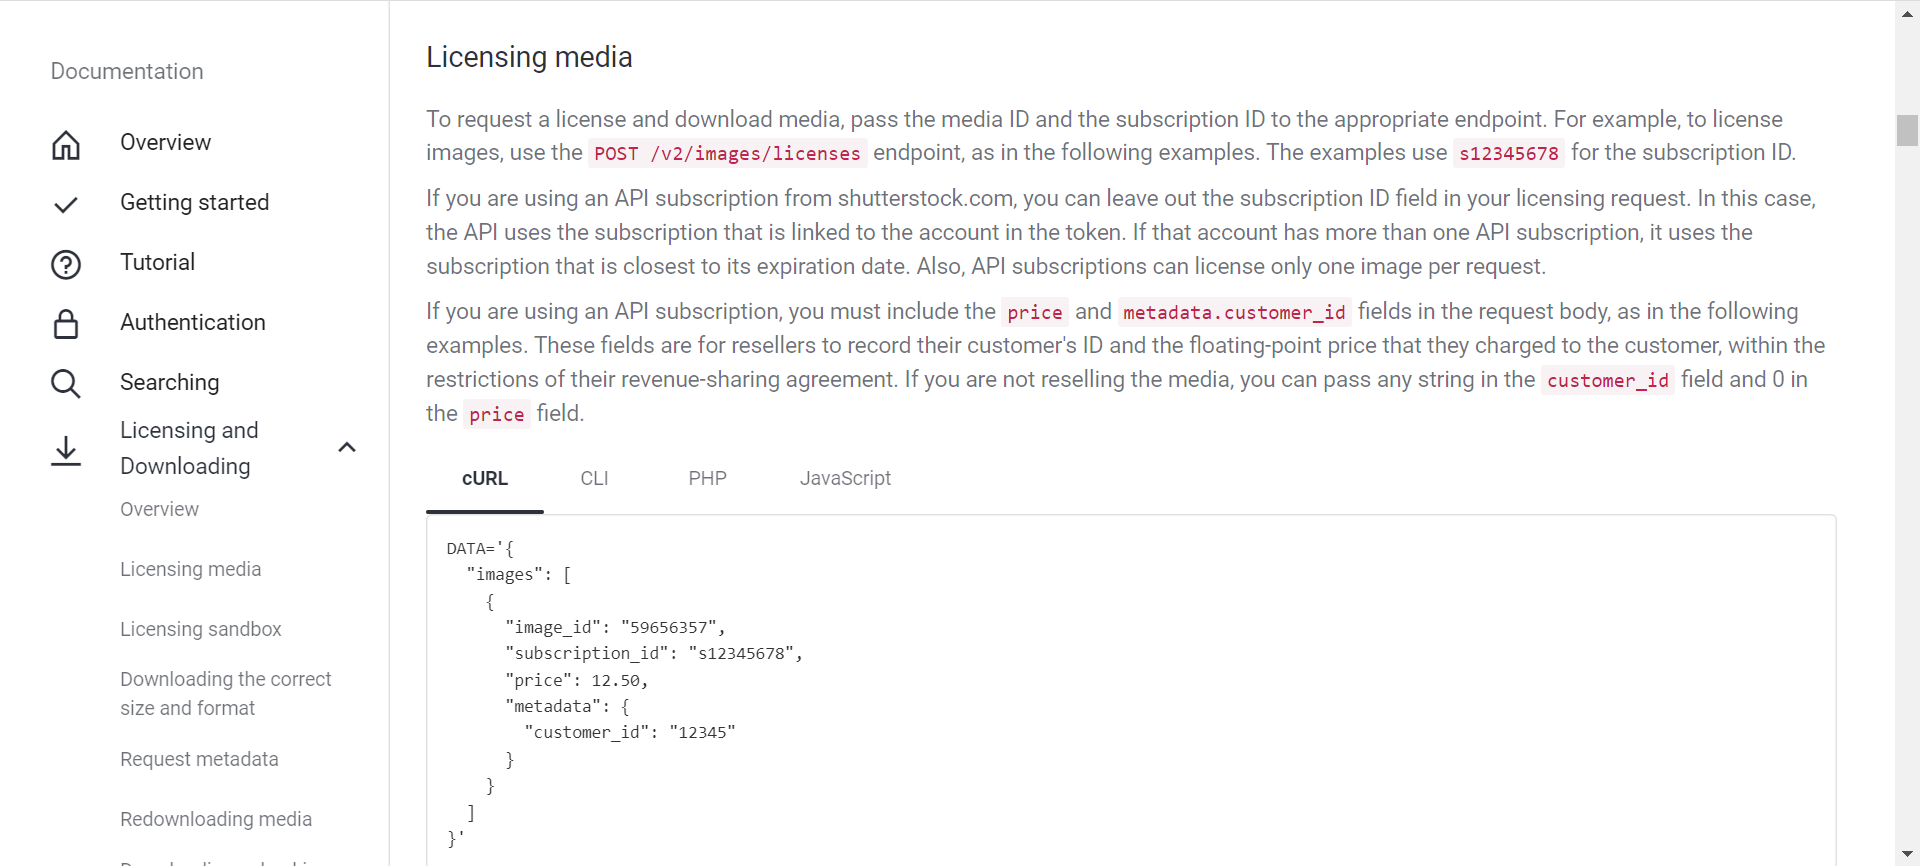 Documentation
Overview
Getting started
Tutorial
Authentication
Searching
Licensing and
Downloading
Overview
Licensing media
Licensing sandbox
Downloading the correct
size and format
Request metadata
Redownloading media
Licensing media
To request a license and download media, pass the media ID and the subscription ID to the appropriate endpoint. For example, to license
images, use the POST /v2/images/licenses endpoint, as in the following examples. The examples use s12345678 for the subscription ID.
If you are using an API subscription from shutterstock.com, you can leave out the subscription ID field in your licensing request. In this case,
the API uses the subscription that is linked to the account in the token. If that account has more than one API subscription, it uses the
subscription that is closest to its expiration date. Also, API subscriptions can license only one image per request.
If you are using an API subscription, you must include the price and metadata.customer_id fields in the request body, as in the following
examples. These fields are for resellers to record their customer's ID and the floating-point price that they charged to the customer, within the
restrictions of their revenue-sharing agreement. If you are not reselling the media, you can pass any string in the customer_id field and 0 in
the price field.
cURL CLI PHP JavaScript
DATA='{
  "images": [
    {
      "image_id": "59656357",
      "subscription_id": "s12345678",
      "price": 12.50,
      "metadata": {
        "customer_id": "12345"
      }
    }
  ]
}'